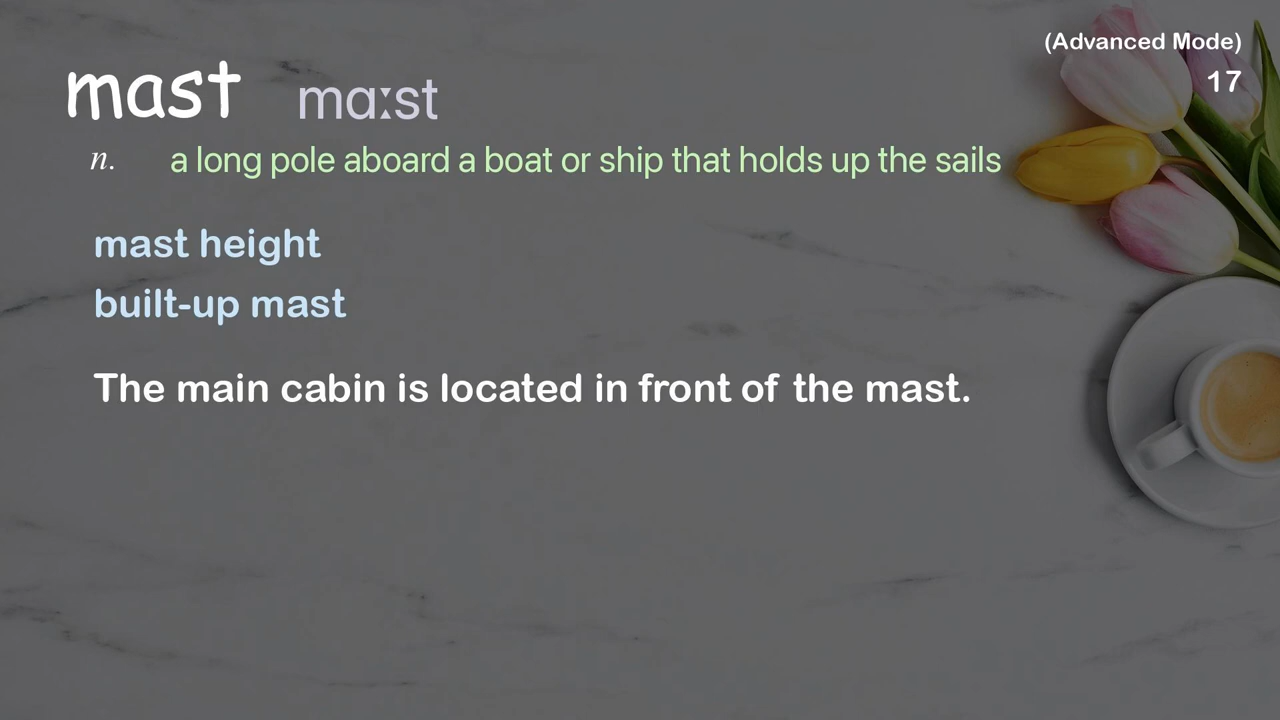 (Advanced Mode)
17
mast mɑːst
n. a long pole aboard a boat or ship that holds up the sails
mast height
built-up mast
The main cabin is located in front of the mast.